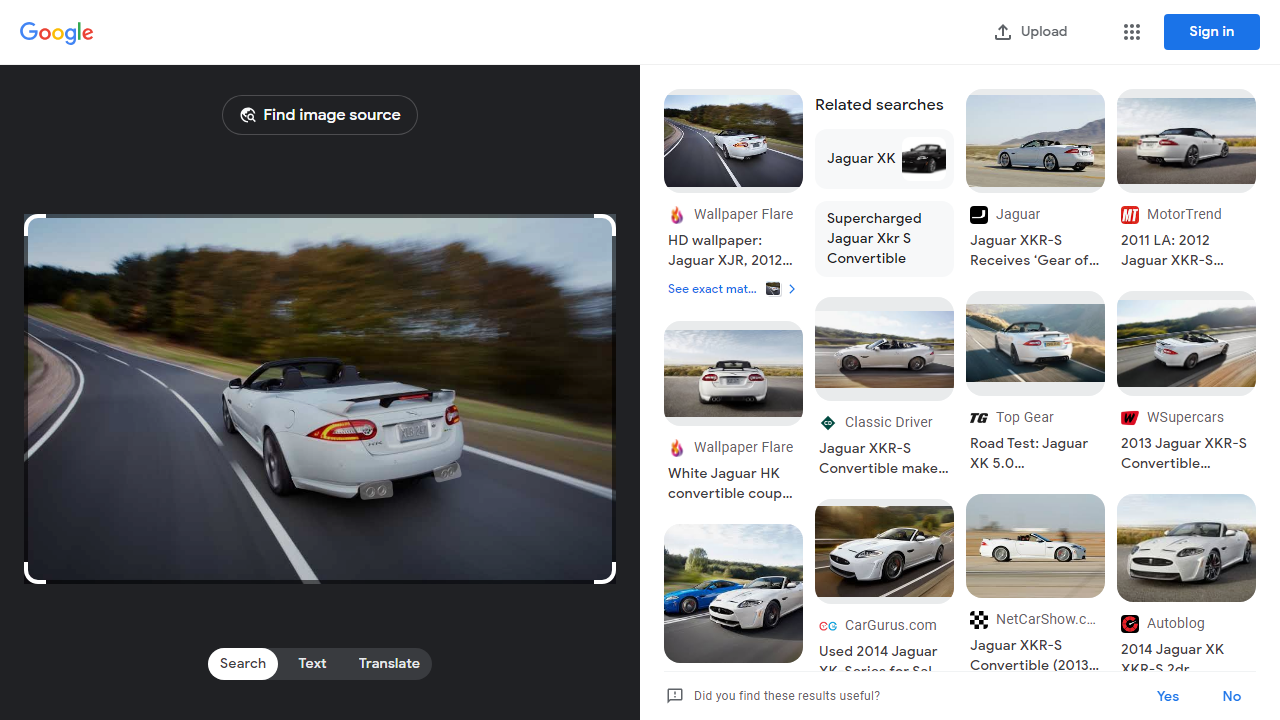 Google
Upload
Sign in
Find image source
Search
Text
Translate
Wallpaper Flare
HD wallpaper:
Jaguar XJR, 2012...
See exact mat...
Wallpaper Flare
White Jaguar HK
convertible coup...
Related searches
Jaguar XK
Supercharged
Jaguar Xkr S
Convertible
Classic Driver
Jaguar XKR-S
Convertible make...
CarGurus.com
Used 2014 Jaguar
XK-Series for Sal...
Jaguar
Jaguar XKR-S
Receives ‘Gear of...
TG Top Gear
Road Test: Jaguar
XK 5.0...
NetCarShow.c...
Jaguar XKR-S
Convertible (2013...
MT MotorTrend
2011 LA: 2012
Jaguar XKR-S...
W WSupercars
2013 Jaguar XKR-S
Convertible...
Autoblog
2014 Jaguar XK
XKR-S 2dr
Did you find these results useful?
Yes
No